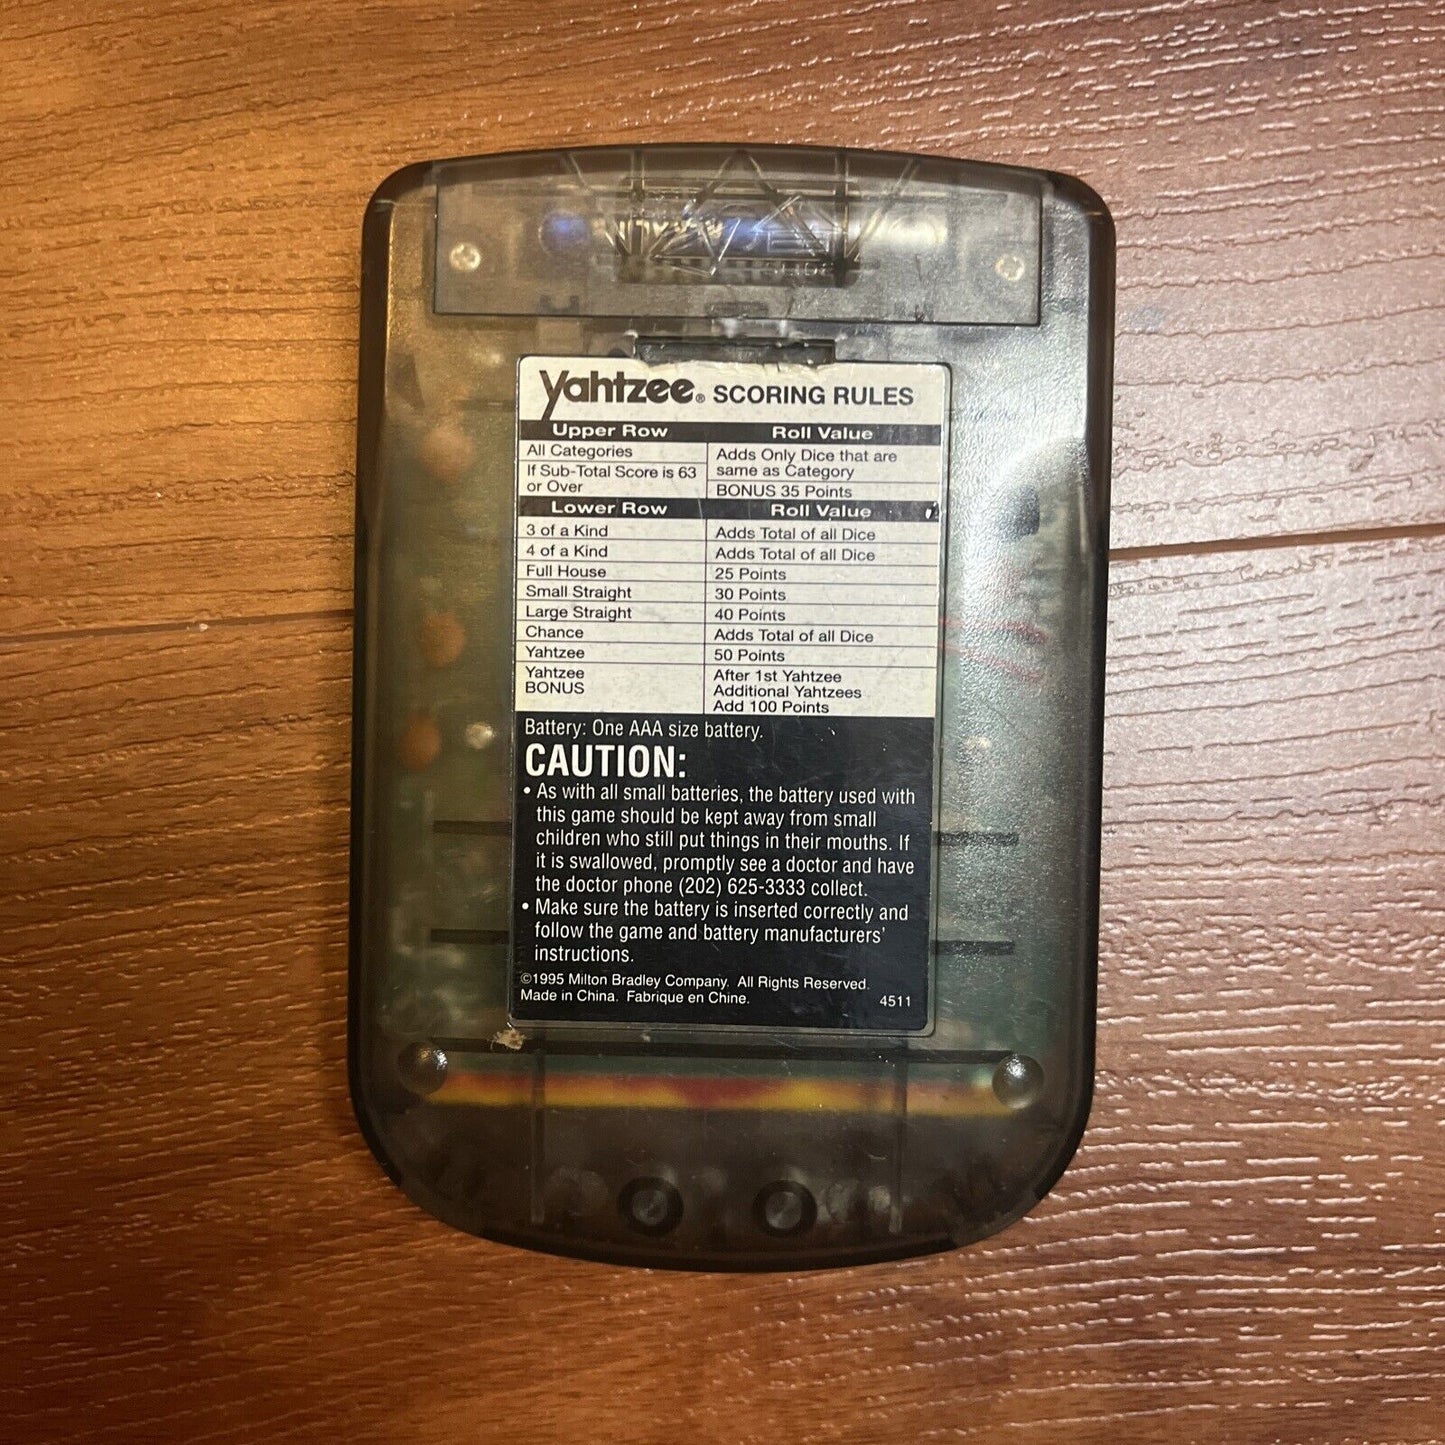 Yahtzee® SCORING RULES
Upper Row Roll Value
All Categories
Adds Only Dice that are
same as Category
If Sub-Total Score is 63
or Over
BONUS 35 Points
Lower Row Roll Value
3 of a Kind Adds Total of all Dice
4 of a Kind Adds Total of all Dice
Full House 25 Points
Small Straight 30 Points
Large Straight 40 Points
Chance Adds Total of all Dice
Yahtzee 50 Points
Yahtzee
BONUS
After 1st Yahtzee
Additional Yahtzees
Add 100 Points
Battery: One AAA size battery.
CAUTION:
• As with all small batteries, the battery used with
this game should be kept away from small
children who still put things in their mouths. If
it is swallowed, promptly see a doctor and have
the doctor phone (202) 625-3333 collect.
• Make sure the battery is inserted correctly and
follow the game and battery manufacturers'
instructions.
©1995 Milton Bradley Company. All Rights Reserved.
Made in China. Fabrique en Chine. 4511